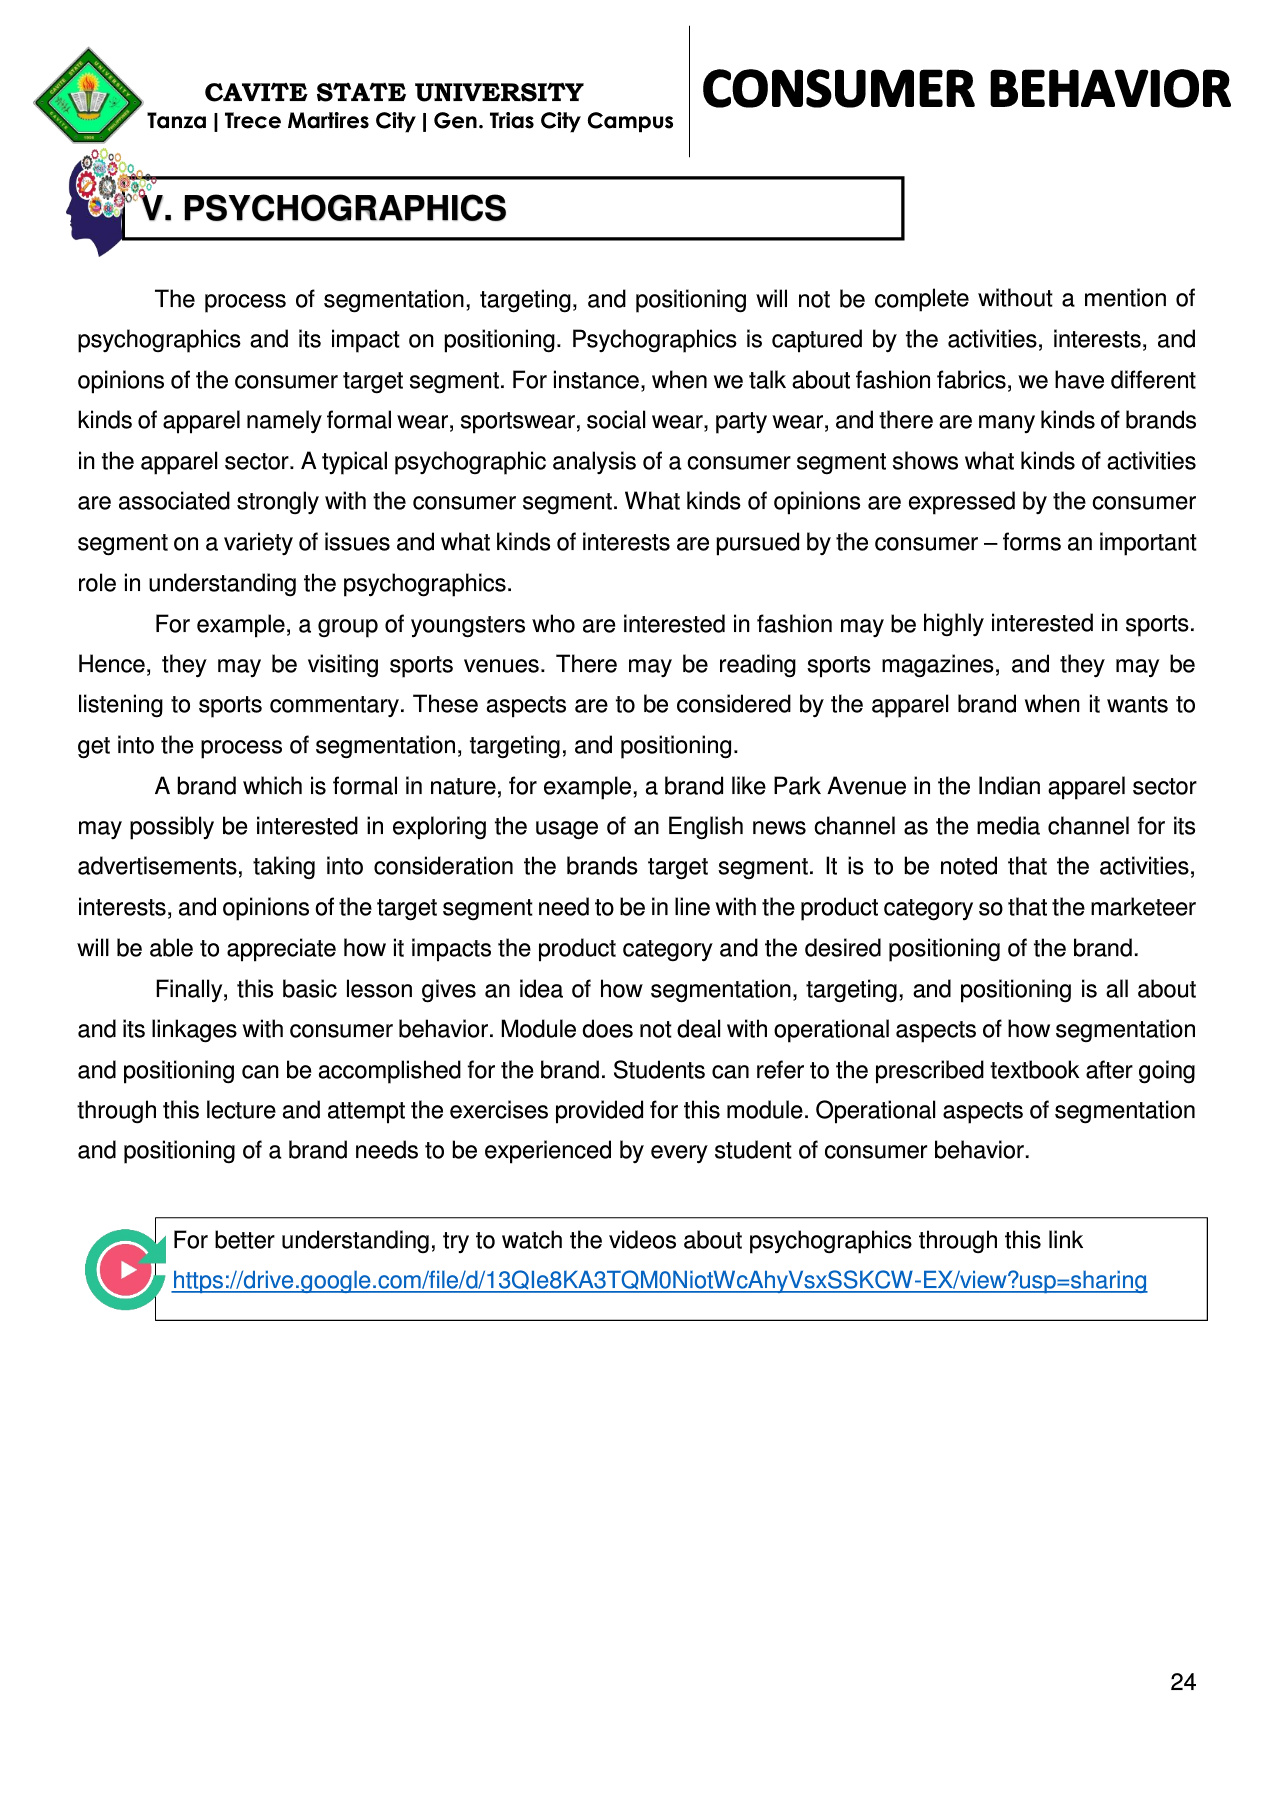 CAVITE STATE UNIVERSITY
Tanza | Trece Martires City | Gen. Trias City Campus
CONSUMER BEHAVIOR
V. PSYCHOGRAPHICS
The process of segmentation, targeting, and positioning will not be complete without a mention of
psychographics and its impact on positioning. Psychographics is captured by the activities, interests, and
opinions of the consumer target segment. For instance, when we talk about fashion fabrics, we have different
kinds of apparel namely formal wear, sportswear, social wear, party wear, and there are many kinds of brands
in the apparel sector. A typical psychographic analysis of a consumer segment shows what kinds of activities
are associated strongly with the consumer segment. What kinds of opinions are expressed by the consumer
segment on a variety of issues and what kinds of interests are pursued by the consumer – forms an important
role in understanding the psychographics.
For example, a group of youngsters who are interested in fashion may be highly interested in sports.
Hence, they may be visiting sports venues. There may be reading sports magazines, and they may be
listening to sports commentary. These aspects are to be considered by the apparel brand when it wants to
get into the process of segmentation, targeting, and positioning.
A brand which is formal in nature, for example, a brand like Park Avenue in the Indian apparel sector
may possibly be interested in exploring the usage of an English news channel as the media channel for its
advertisements, taking into consideration the brands target segment. It is to be noted that the activities,
interests, and opinions of the target segment need to be in line with the product category so that the marketeer
will be able to appreciate how it impacts the product category and the desired positioning of the brand.
Finally, this basic lesson gives an idea of how segmentation, targeting, and positioning is all about
and its linkages with consumer behavior. Module does not deal with operational aspects of how segmentation
and positioning can be accomplished for the brand. Students can refer to the prescribed textbook after going
through this lecture and attempt the exercises provided for this module. Operational aspects of segmentation
and positioning of a brand needs to be experienced by every student of consumer behavior.
For better understanding, try to watch the videos about psychographics through this link
https://drive.google.com/file/d/13QIe8KA3TQM0NiotWcAhyVsxSSKCW-EX/view?usp=sharing
24